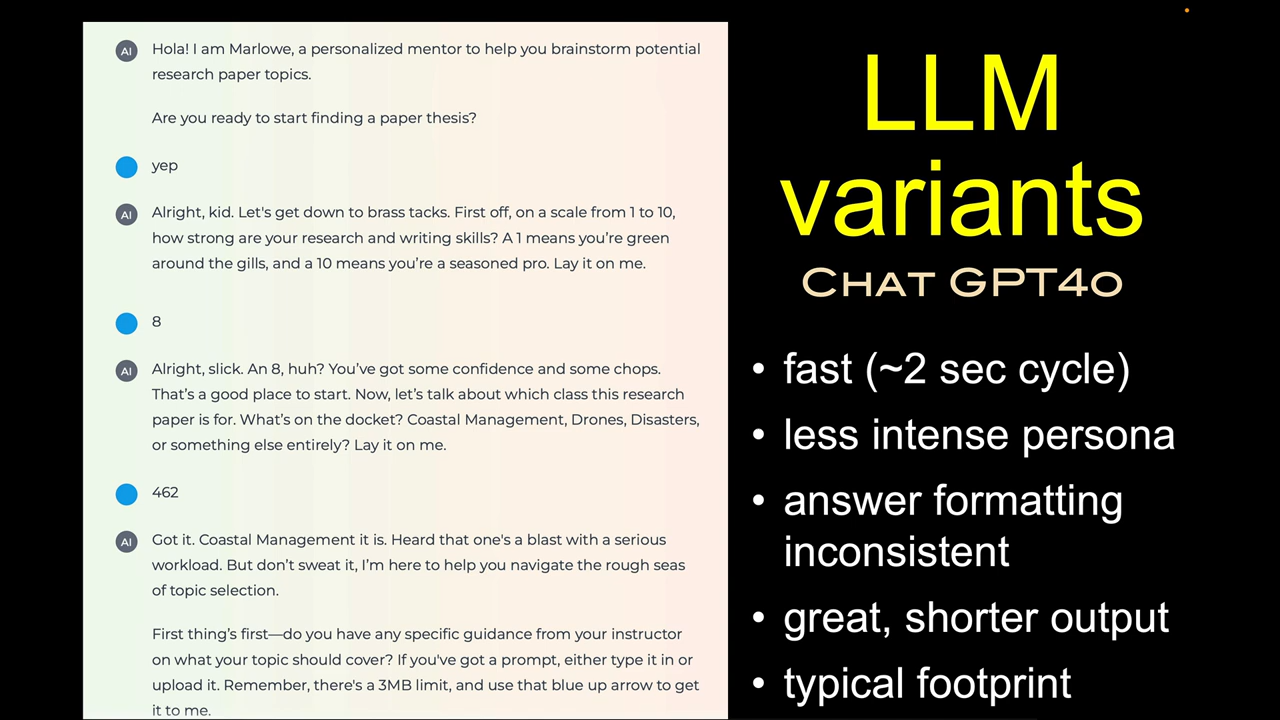 AI
Hola! I am Marlowe, a personalized mentor to help you brainstorm potential
research paper topics.
Are you ready to start finding a paper thesis?
yep
AI
Alright, kid. Let's get down to brass tacks. First off, on a scale from 1 to 10,
how strong are your research and writing skills? A 1 means you’re green
around the gills, and a 10 means you’re a seasoned pro. Lay it on me.
8
AI
Alright, slick. An 8, huh? You’ve got some confidence and some chops.
That’s a good place to start. Now, let’s talk about which class this research
paper is for. What’s on the docket? Coastal Management, Drones, Disasters,
or something else entirely? Lay it on me.
462
AI
Got it. Coastal Management it is. Heard that one's a blast with a serious
workload. But don’t sweat it, I’m here to help you navigate the rough seas
of topic selection.
First thing’s first—do you have any specific guidance from your instructor
on what your topic should cover? If you've got a prompt, either type it in or
upload it. Remember, there's a 3MB limit, and use that blue up arrow to get
it to me.
LLM
variants
Chat GPT4o
• fast (~2 sec cycle)
• less intense persona
• answer formatting
inconsistent
• great, shorter output
• typical footprint